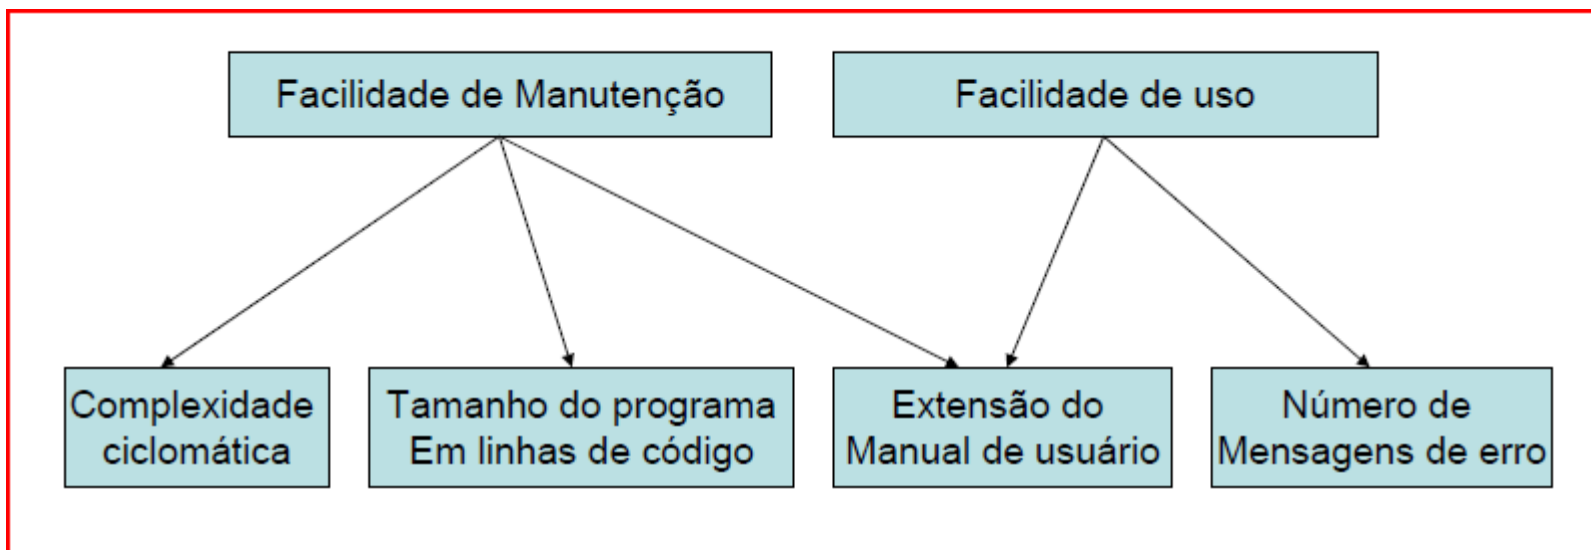 Facilidade de Manutenção
Facilidade de uso
Complexidade
ciclomática
Tamanho do programa
Em linhas de código
Extensão do
Manual de usuário
Número de
Mensagens de erro